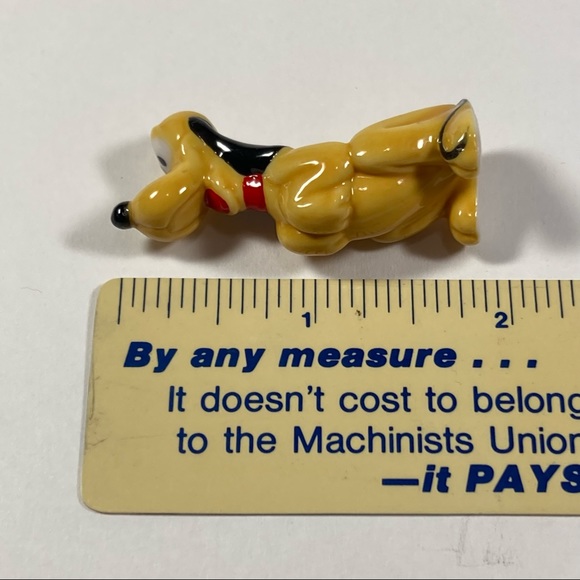 1 2
By any measure . . .
It doesn't cost to belong
to the Machinists Union
—it PAYS